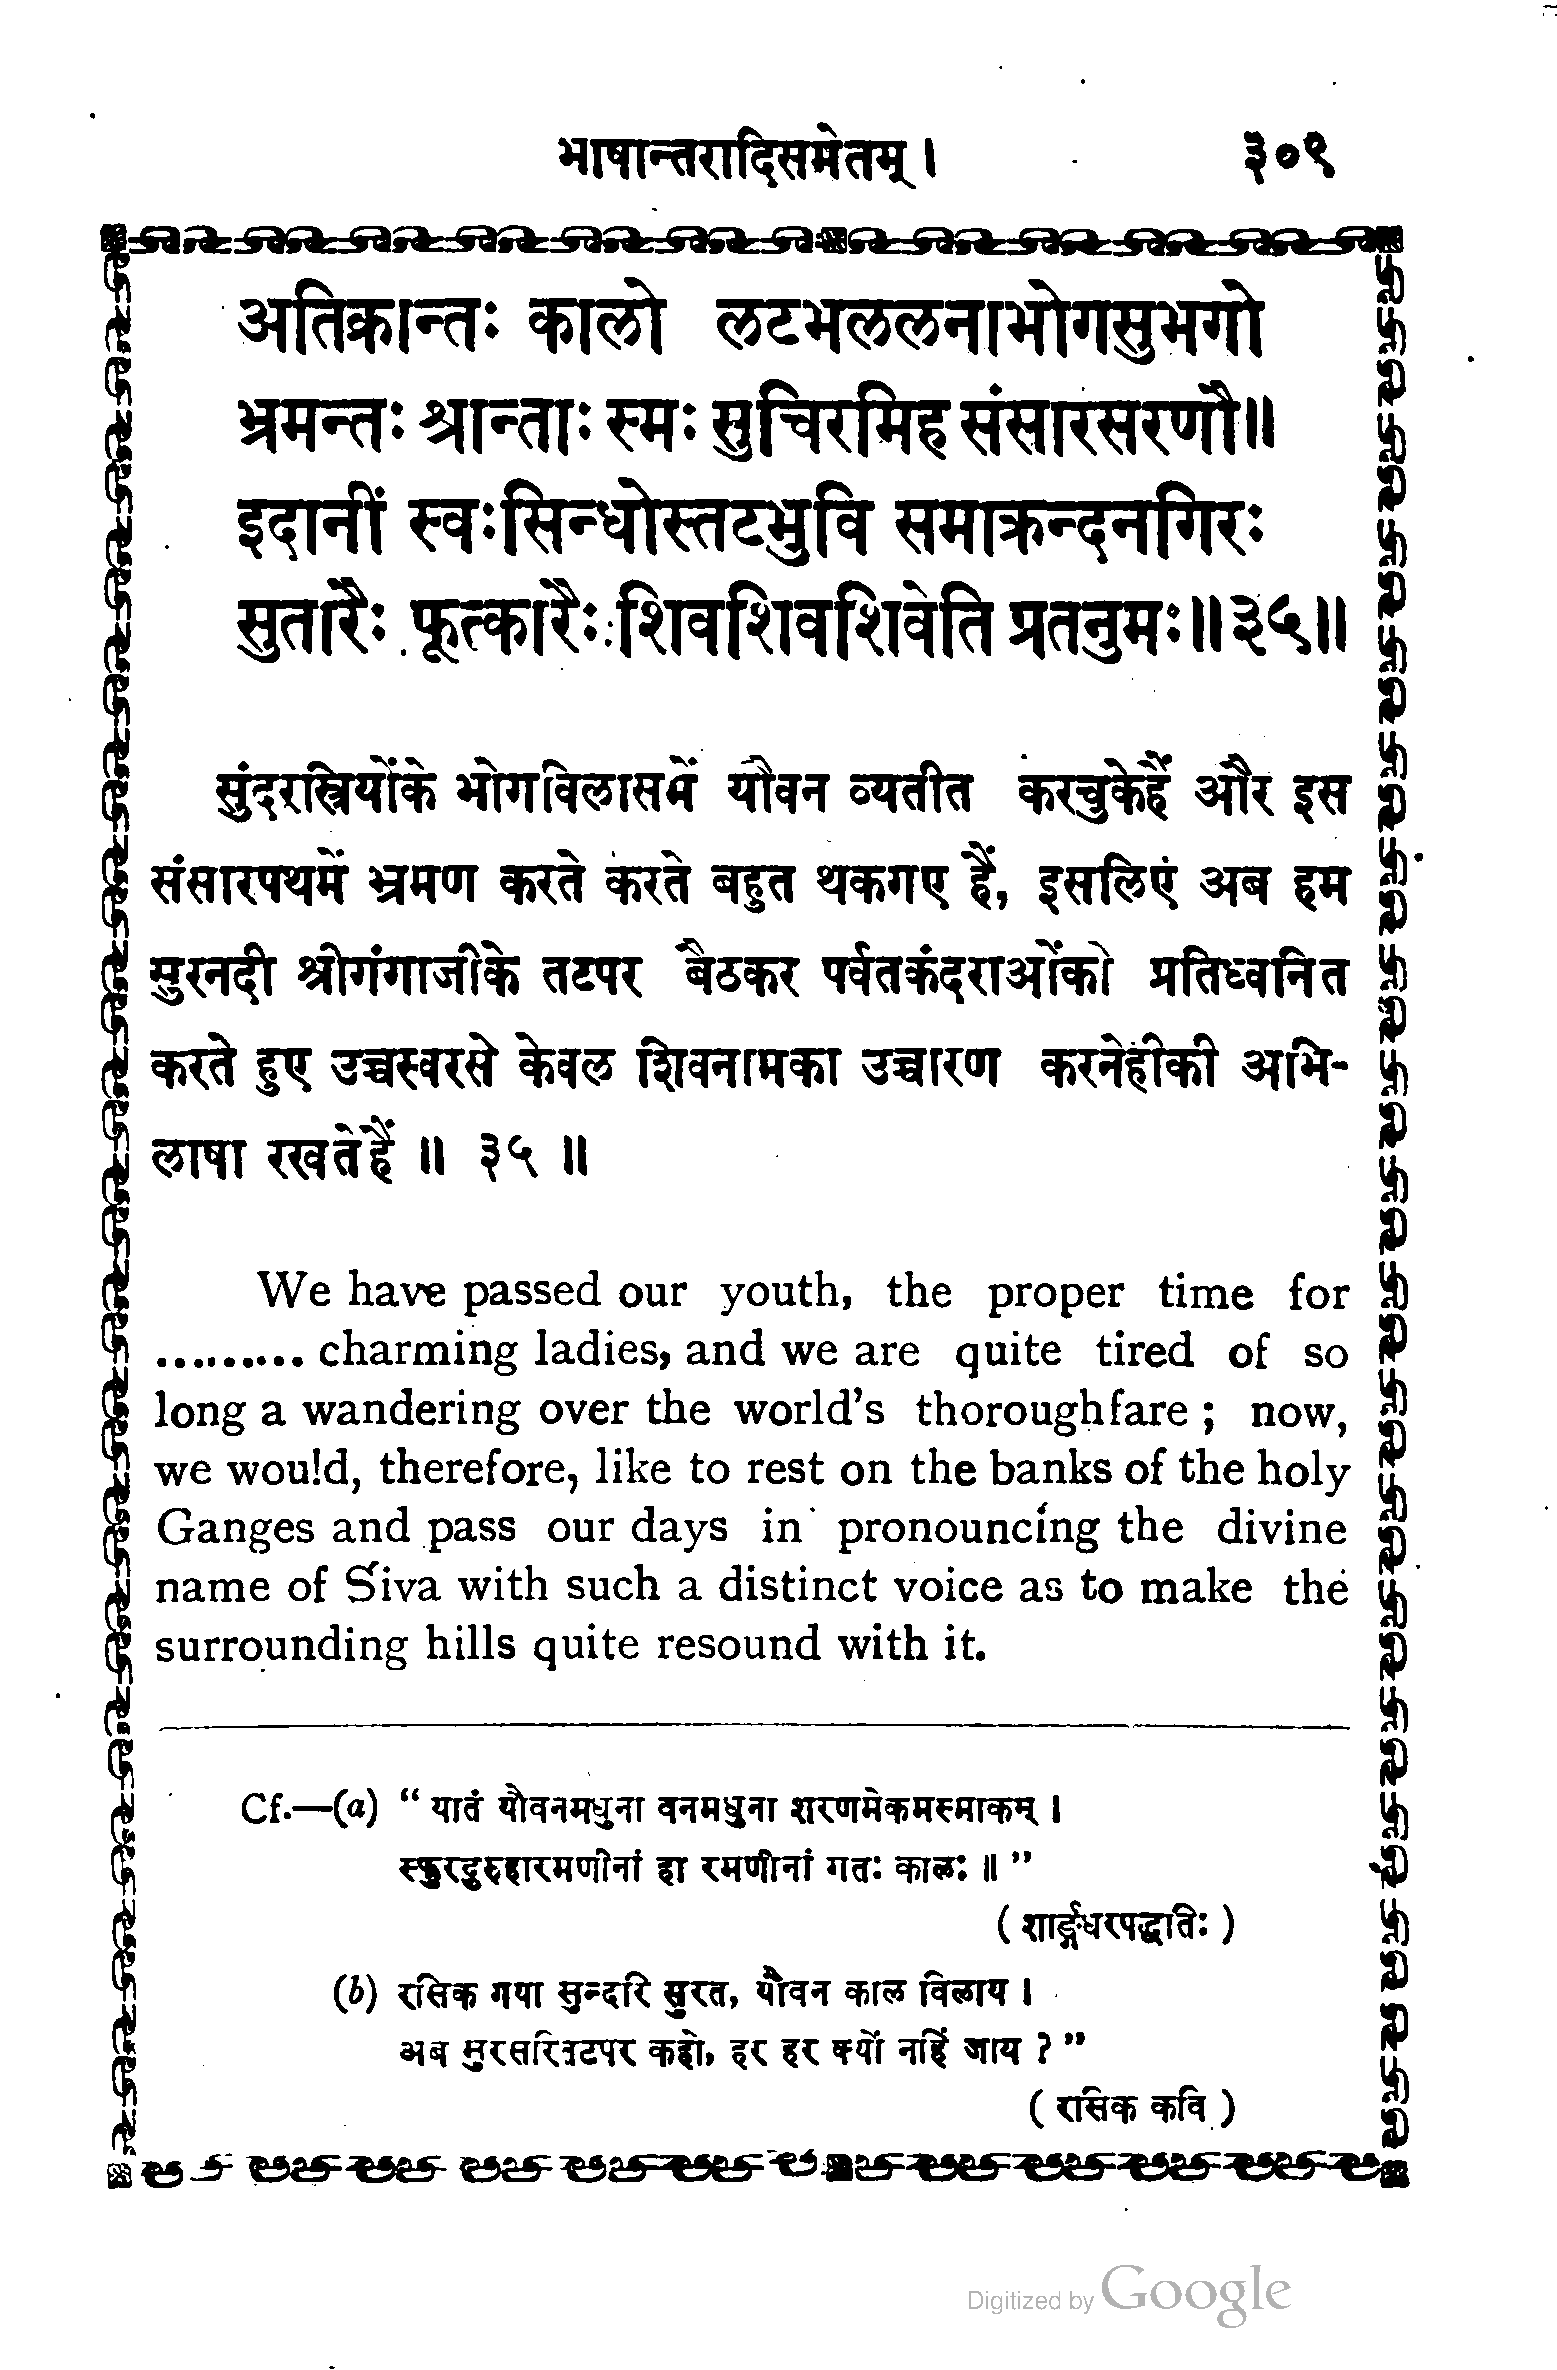 भाषान्तरादिसमेतम् । ३०९
अतिक्रान्तः कालो लटभललनाभोगसुभगो
भ्रमन्तः श्रान्ताः स्मः सुचिरमिह संसारसरणौ॥
इदानीं स्वःसिन्धोस्तटभुवि समाक्रन्दनगिरः
सुतारैः फूत्कारैः शिवशिवशिवेति प्रतनुमः॥३५॥
सुंदरस्त्रियोंके भोगविलासमें यौवन व्यतीत करचुकेहैं और इस
संसारपथमें भ्रमण करते करते बहुत थकगए हैं, इसलिएं अब हम
सुरनदी श्रीगंगाजीके तटपर बैठकर पर्वतकंदराओंको प्रतिध्वनित
करते हुए उच्चस्वरसे केवल शिवनामका उच्चारण करनेहीकी अभि-
लाषा रखतेहैं ॥ ३५ ॥
We have passed our youth, the proper time for
......... charming ladies, and we are quite tired of so
long a wandering over the world's thoroughfare ; now,
we would, therefore, like to rest on the banks of the holy
Ganges and pass our days in pronouncing the divine
name of Śiva with such a distinct voice as to make the
surrounding hills quite resound with it.
Cf.—(a) “ यातं यौवनमधुना वनमधुना शरणमेकमस्माकम् ।
स्फुरदुरुहारमणीनां हा रमणीनां गतः कालः ॥ ”
( शार्ङ्गधरपद्धतिः )
(b) रसिक गया सुन्दरि सुरत, यौवन काल विलाय ।
अब सुरसरितटपर कहो, हर हर क्यों नहिं जाय ? ”
( रसिक कवि )
Digitized by Google